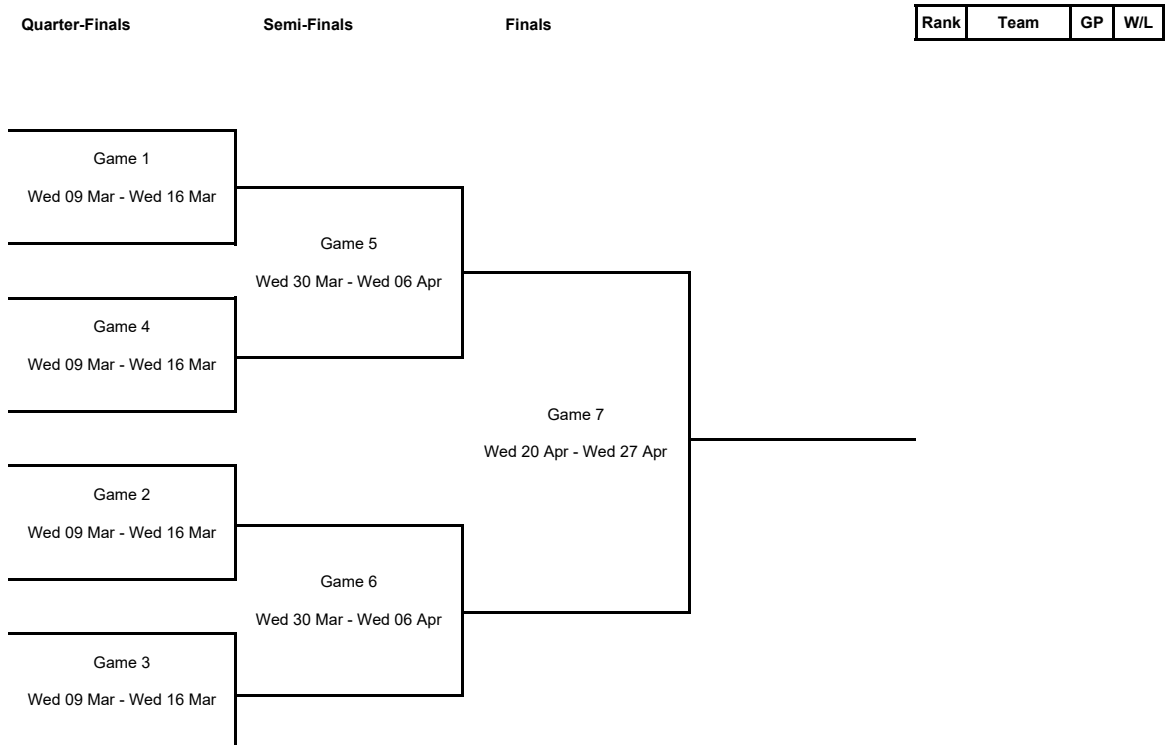 Quarter-Finals Semi-Finals Finals
Rank Team GP W/L
Game 1
Wed 09 Mar - Wed 16 Mar
Game 5
Wed 30 Mar - Wed 06 Apr
Game 4
Wed 09 Mar - Wed 16 Mar
Game 7
Wed 20 Apr - Wed 27 Apr
Game 2
Wed 09 Mar - Wed 16 Mar
Game 6
Wed 30 Mar - Wed 06 Apr
Game 3
Wed 09 Mar - Wed 16 Mar